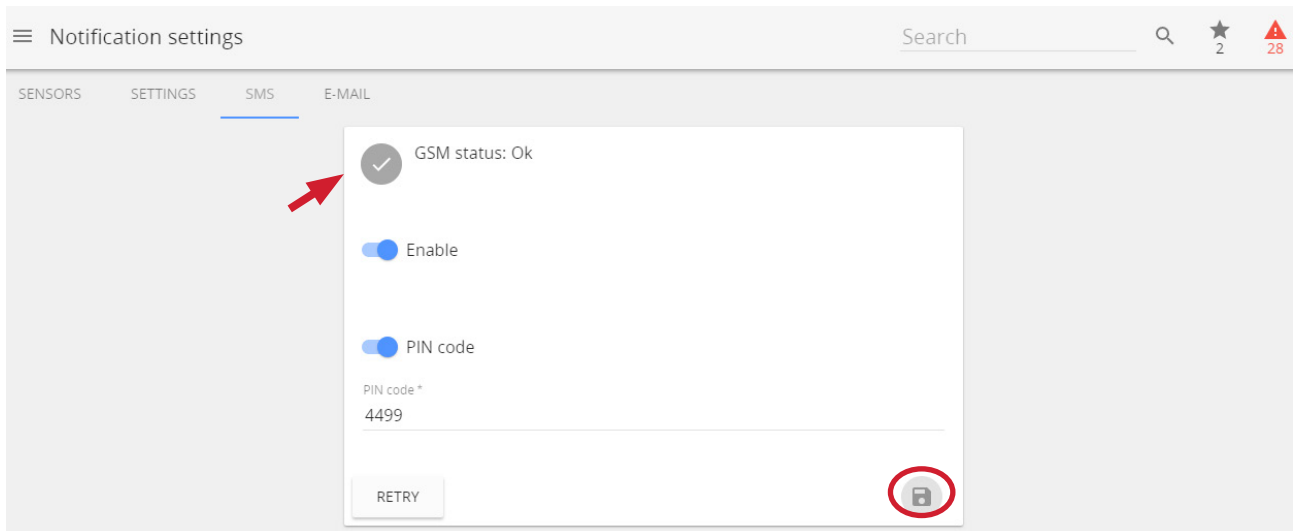 Notification settings
Search
2
28
SENSORS SETTINGS SMS E-MAIL
GSM status: Ok
Enable
PIN code
PIN code *
4499
RETRY